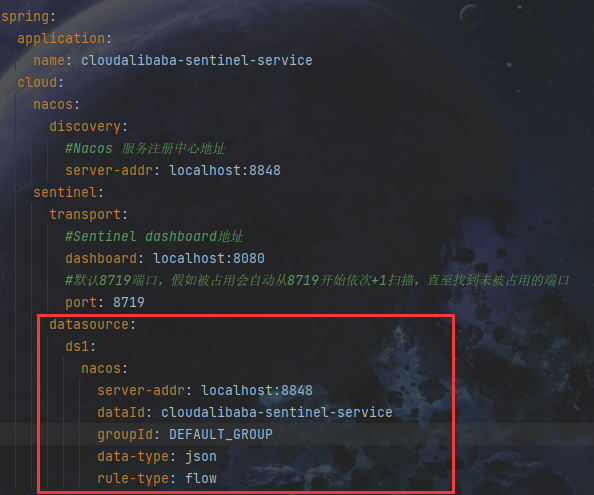 spring:
  application:
    name: cloudalibaba-sentinel-service
  cloud:
    nacos:
      discovery:
        #Nacos 服务注册中心地址
        server-addr: localhost:8848
    sentinel:
      transport:
        #Sentinel dashboard地址
        dashboard: localhost:8080
        #默认8719端口，假如被占用会自动从8719开始依次+1扫描，直至找到未被占用的端口
        port: 8719
      datasource:
        ds1:
          nacos:
            server-addr: localhost:8848
            dataId: cloudalibaba-sentinel-service
            groupId: DEFAULT_GROUP
            data-type: json
            rule-type: flow